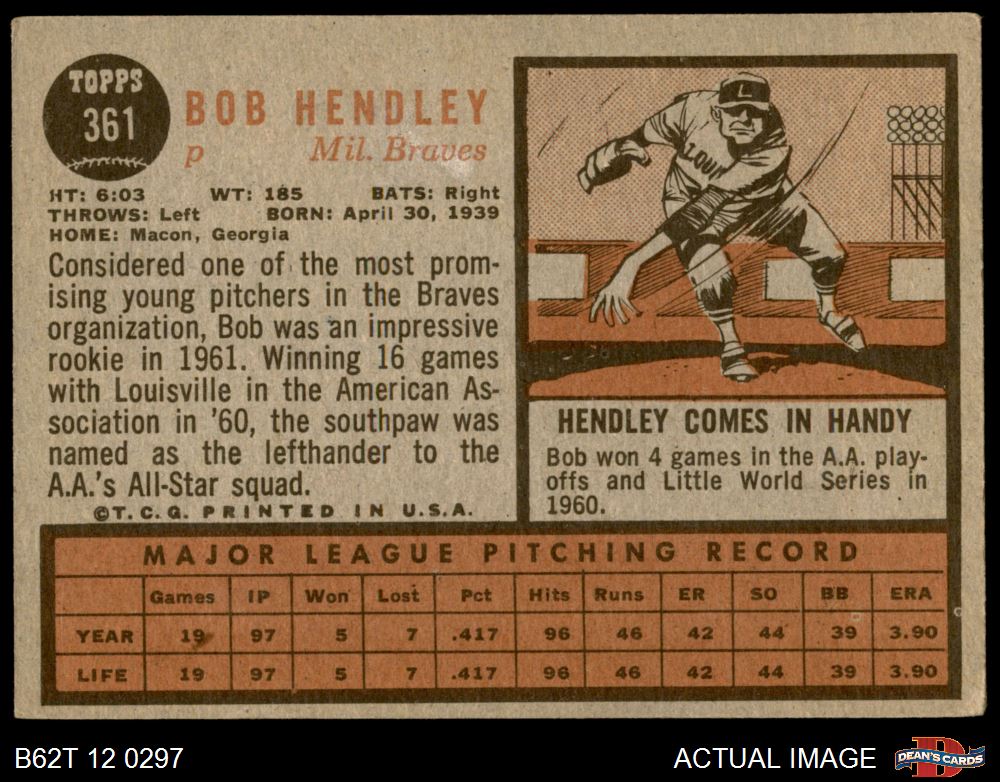 TOPPS
361
BOB HENDLEY
p Mil. Braves
HT: 6:03 WT: 185 BATS: Right
THROWS: Left BORN: April 30, 1939
HOME: Macon, Georgia
Considered one of the most prom-
ising young pitchers in the Braves
organization, Bob was an impressive
rookie in 1961. Winning 16 games
with Louisville in the American As-
sociation in '60, the southpaw was
named as the lefthander to the
A.A.'s All-Star squad.
©T.C.G. PRINTED IN U.S.A.
L
LOUI
HENDLEY COMES IN HANDY
Bob won 4 games in the A.A. play-
offs and Little World Series in
1960.
MAJOR LEAGUE PITCHING RECORD
Games IP Won Lost Pct Hits Runs ER SO BB ERA
YEAR 19 97 5 7 .417 96 46 42 44 39 3.90
LIFE 19 97 5 7 .417 96 46 42 44 39 3.90
B62T 12 0297
ACTUAL IMAGE
D
DEAN'S CARDS